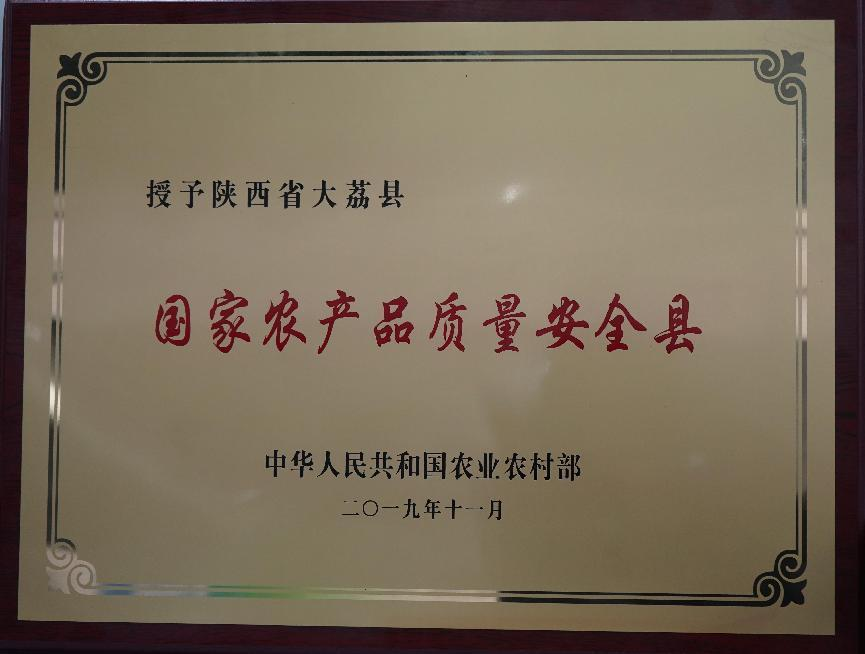 授予陕西省大荔县
国家农产品质量安全县
中华人民共和国农业农村部
二〇一九年十一月